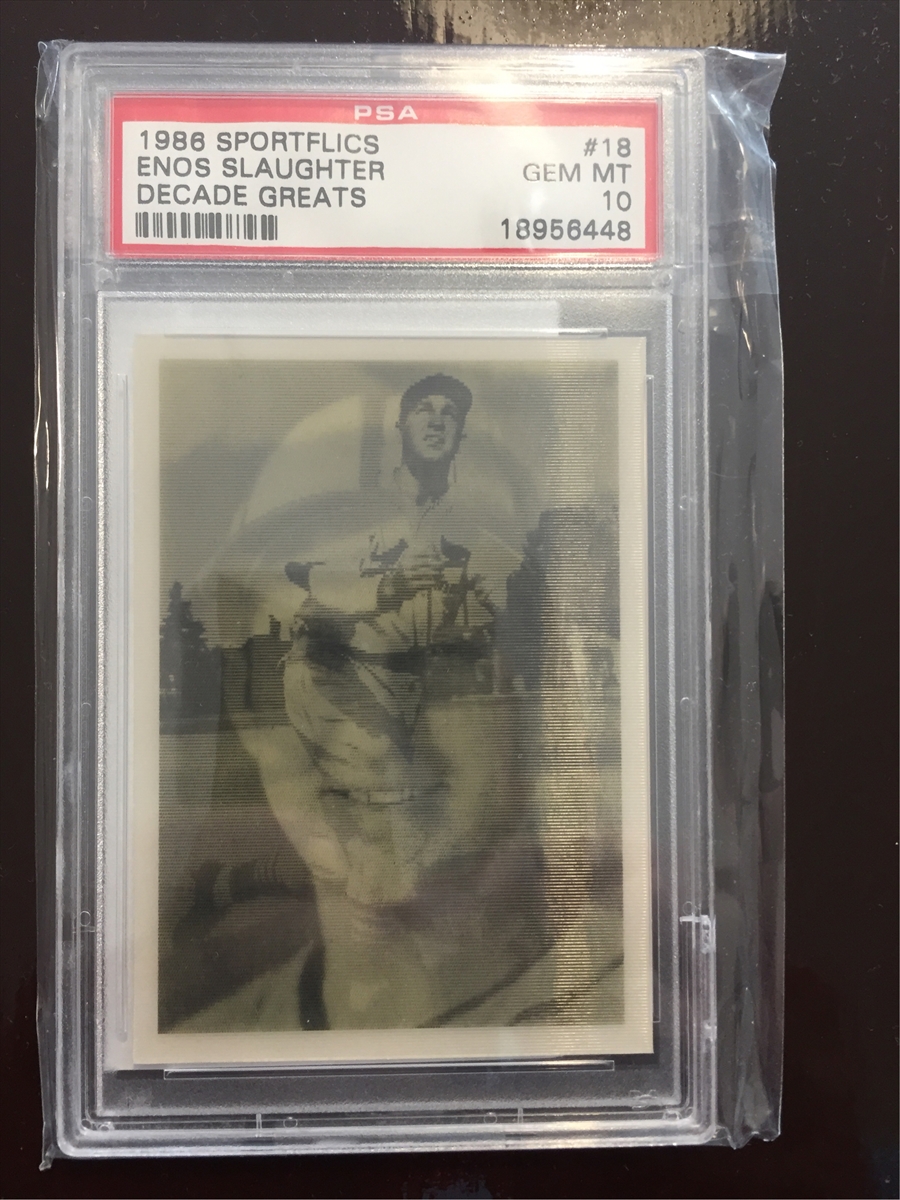 PSA
1986 SPORTFLICS #18
ENOS SLAUGHTER GEM MT
DECADE GREATS 10
18956448